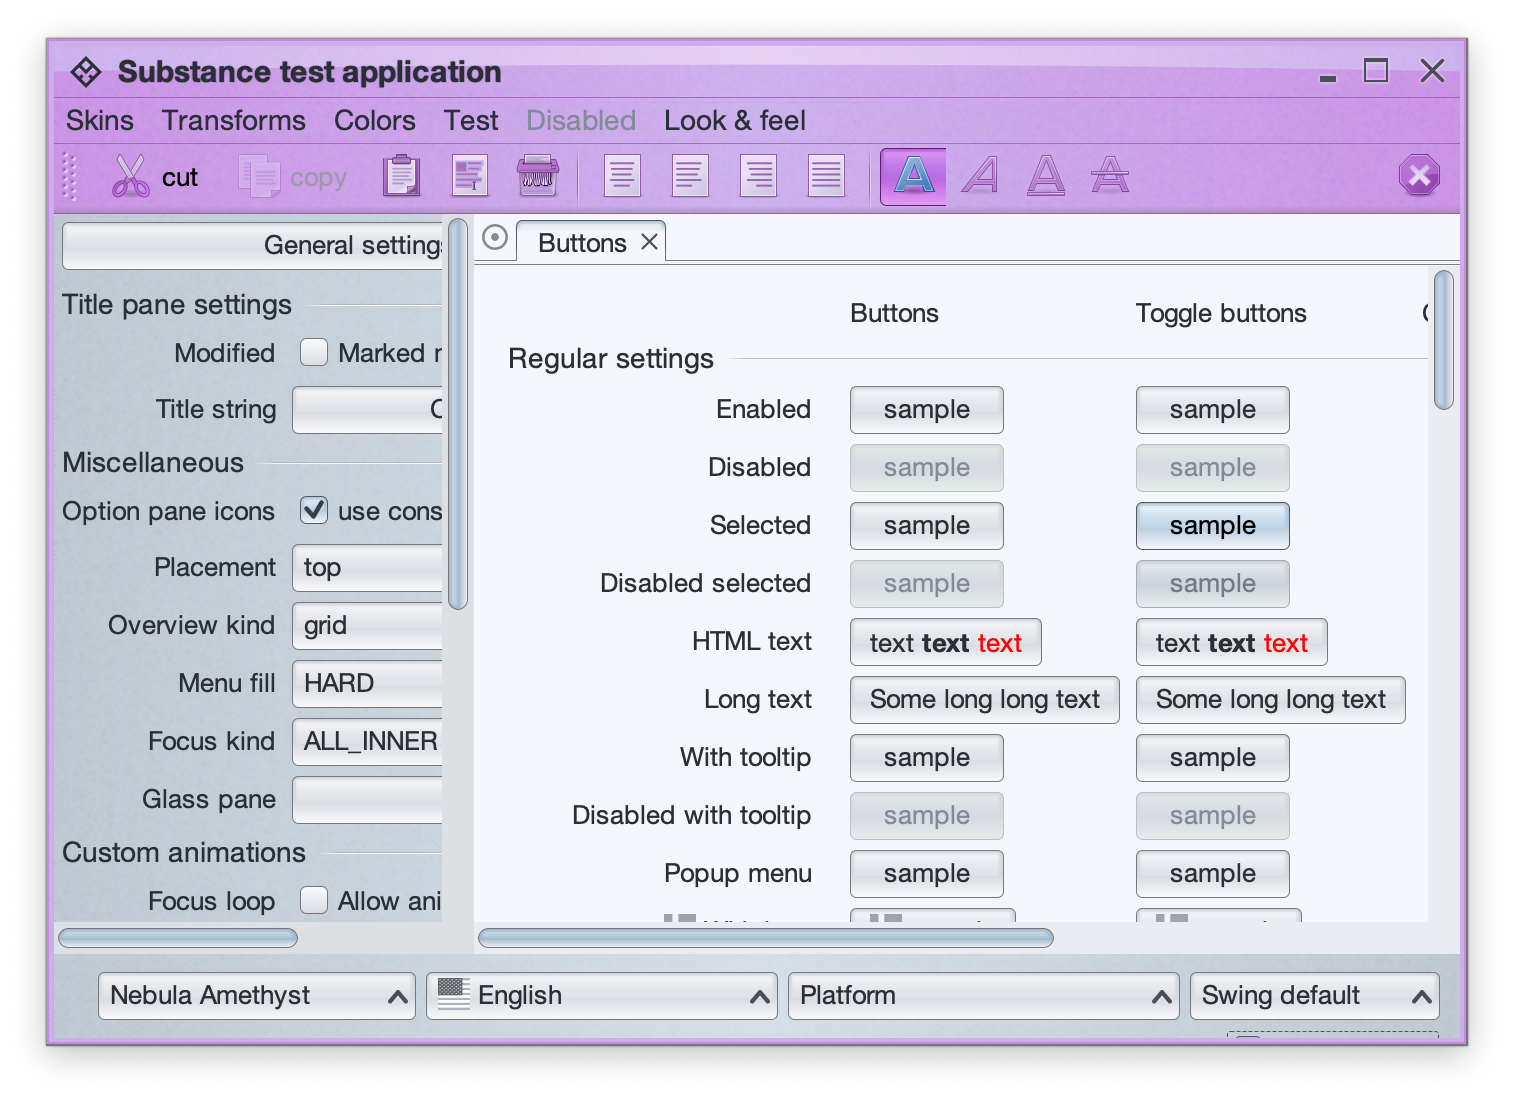 Substance test application
Skins Transforms Colors Test Disabled Look & feel
cut copy
General settings
Title pane settings
Modified Marked
Title string
Miscellaneous
Option pane icons use cons
Placement top
Overview kind grid
Menu fill HARD
Focus kind ALL_INNER
Glass pane
Custom animations
Focus loop Allow ani
Buttons
Buttons Toggle buttons
Regular settings
Enabled sample sample
Disabled sample sample
Selected sample sample
Disabled selected sample sample
HTML text text text text text text text
Long text Some long long text Some long long text
With tooltip sample sample
Disabled with tooltip sample sample
Popup menu sample sample
Nebula Amethyst English Platform Swing default